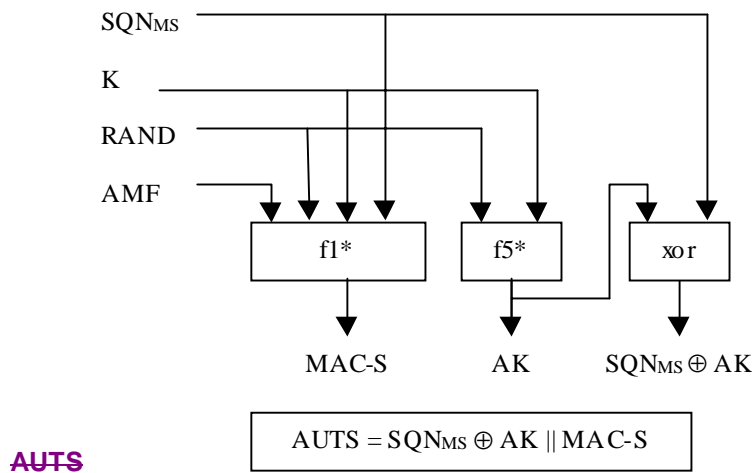 SQNMS
K
RAND
AMF
f1*
f5*
xor
MAC-S
AK
SQNMS ⊕ AK
AUTS = SQNMS ⊕ AK || MAC-S
AUTS